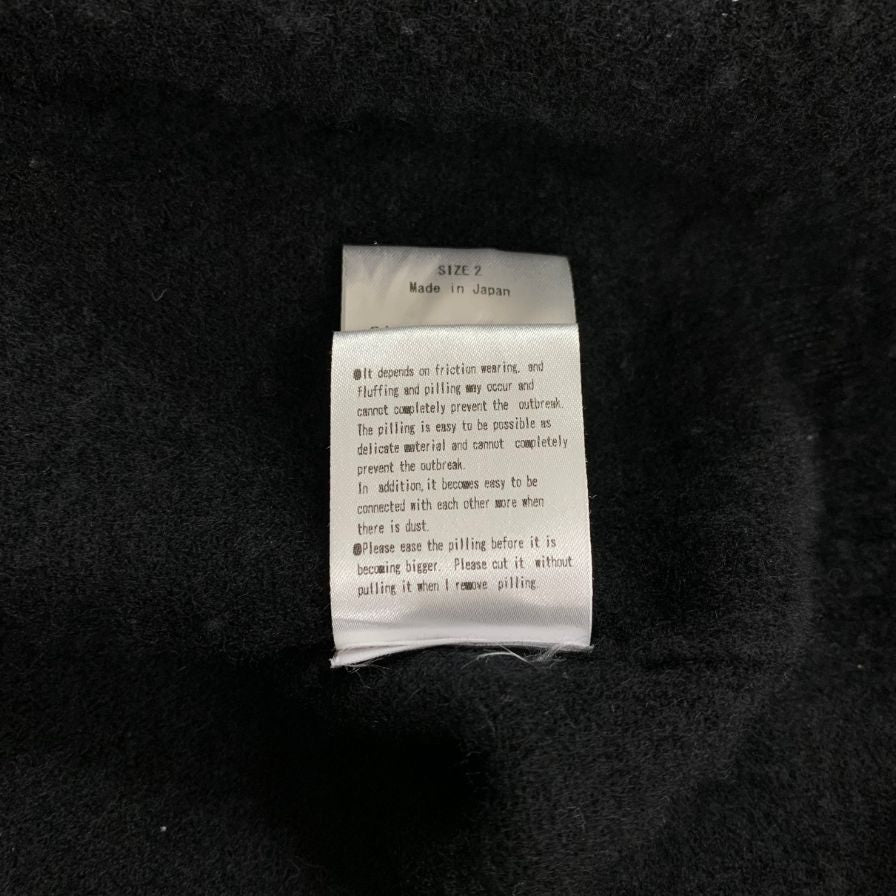 SIZE 2
Made in Japan
●It depends on friction wearing, and
fluffing and pilling may occur and
cannot completely prevent the outbreak.
The pilling is easy to be possible as
delicate material and cannot completely
prevent the outbreak.
In addition, it becomes easy to be
connected with each other more when
there is dust.
●Please ease the pilling before it is
becoming bigger. Please cut it without
pulling it when I remove pilling.